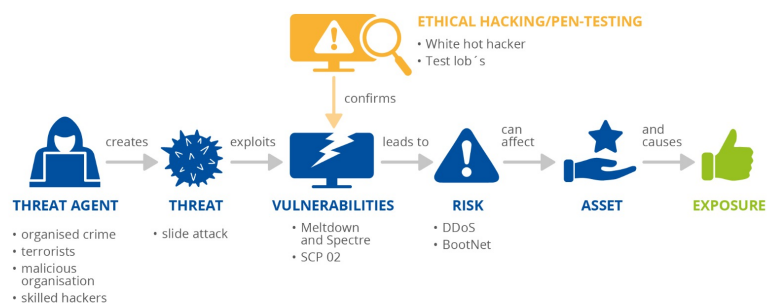 ETHICAL HACKING/PEN-TESTING
• White hot hacker
• Test lob´s
confirms
creates
exploits
leads to
can
affect
and
causes
THREAT AGENT
THREAT
VULNERABILITIES
RISK
ASSET
EXPOSURE
• organised crime
• terrorists
• malicious
organisation
• skilled hackers
• slide attack
• Meltdown
and Spectre
• SCP 02
• DDoS
• BootNet